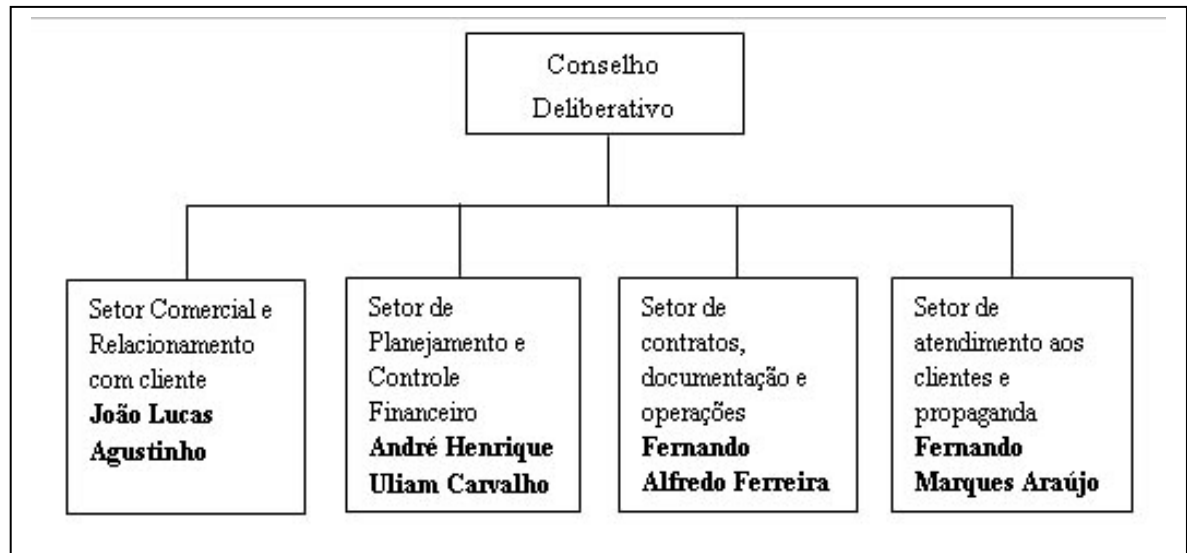 Conselho
Deliberativo
Setor Comercial e
Relacionamento
com cliente
João Lucas
Agustinho
Setor de
Planejamento e
Controle
Financeiro
André Henrique
Uliam Carvalho
Setor de
contratos,
documentação e
operações
Fernando
Alfredo Ferreira
Setor de
atendimento aos
clientes e
propaganda
Fernando
Marques Araújo